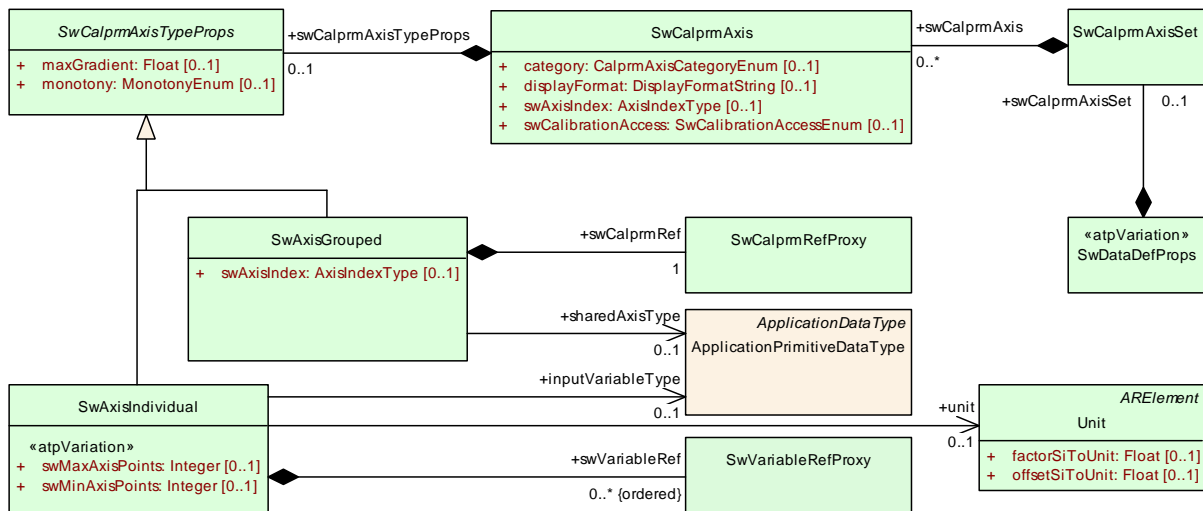 SwCalprmAxisTypeProps
+ maxGradient: Float [0..1]
+ monotony: MonotonyEnum [0..1]
+swCalprmAxisTypeProps
0..1
SwCalprmAxis
+ category: CalprmAxisCategoryEnum [0..1]
+ displayFormat: DisplayFormatString [0..1]
+ swAxisIndex: AxisIndexType [0..1]
+ swCalibrationAccess: SwCalibrationAccessEnum [0..1]
+swCalprmAxis
0..*
SwCalprmAxisSet
+swCalprmAxisSet
0..1
«atpVariation»
SwDataDefProps
SwAxisGrouped
+ swAxisIndex: AxisIndexType [0..1]
+swCalprmRef
1
SwCalprmRefProxy
+sharedAxisType
0..1
ApplicationDataType
ApplicationPrimitiveDataType
+inputVariableType
0..1
SwAxisIndividual
«atpVariation»
+ swMaxAxisPoints: Integer [0..1]
+ swMinAxisPoints: Integer [0..1]
+unit
0..1
ARElement
Unit
+ factorSiToUnit: Float [0..1]
+ offsetSiToUnit: Float [0..1]
+swVariableRef
0..* {ordered}
SwVariableRefProxy